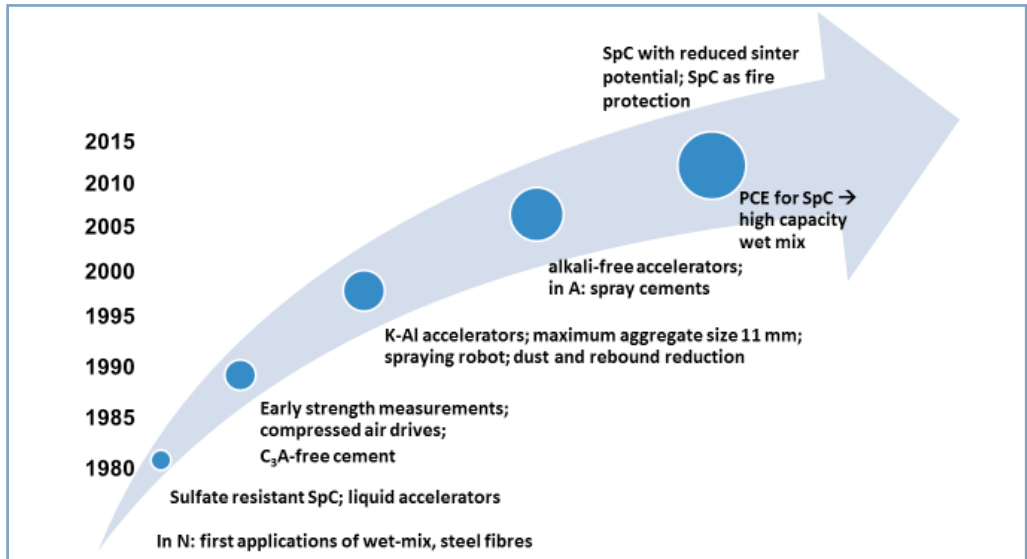 SpC with reduced sinter
potential; SpC as fire
protection
2015
2010
2005
2000
1995
1990
1985
1980
PCE for SpC →
high capacity
wet mix
alkali-free accelerators;
in A: spray cements
K-Al accelerators; maximum aggregate size 11 mm;
spraying robot; dust and rebound reduction
Early strength measurements;
compressed air drives;
C₃A-free cement
Sulfate resistant SpC; liquid accelerators
In N: first applications of wet-mix, steel fibres